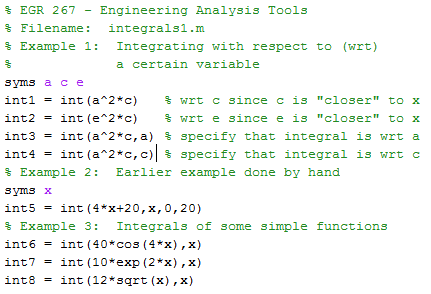 % EGR 267 - Engineering Analysis Tools
% Filename:  integrals1.m
% Example 1:  Integrating with respect to (wrt)
%             a certain variable
syms a c e
int1 = int(a^2*c)   % wrt c since c is "closer" to x
int2 = int(e^2*c)   % wrt e since e is "closer" to x
int3 = int(a^2*c,a) % specify that integral is wrt a
int4 = int(a^2*c,c) % specify that integral is wrt c
% Example 2:  Earlier example done by hand
syms x
int5 = int(4*x+20,x,0,20)
% Example 3:  Integrals of some simple functions
int6 = int(40*cos(4*x),x)
int7 = int(10*exp(2*x),x)
int8 = int(12*sqrt(x),x)